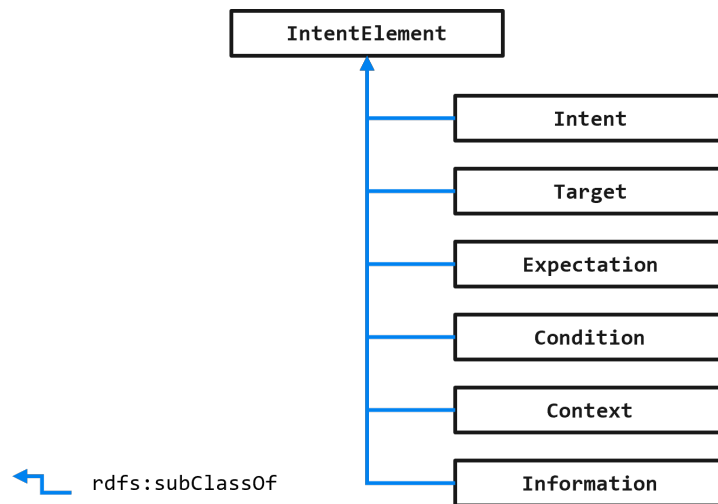 IntentElement
Intent
Target
Expectation
Condition
Context
Information
rdfs:subClassOf